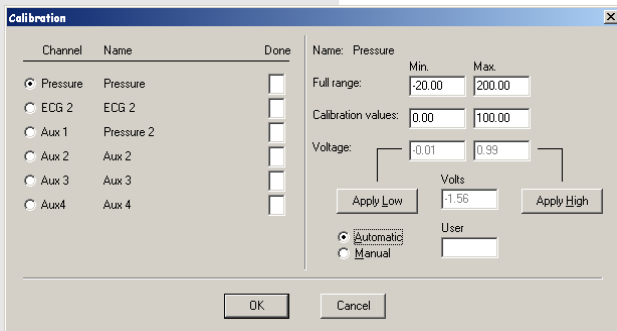 Calibration
Channel Name Done
Pressure Pressure
ECG 2 ECG 2
Aux 1 Pressure 2
Aux 2 Aux 2
Aux 3 Aux 3
Aux4 Aux 4
Name: Pressure
Min. Max.
Full range: -20.00 200.00
Calibration values: 0.00 100.00
Voltage: -0.01 0.99
Volts
Apply Low -1.56 Apply High
User
Automatic
Manual
OK Cancel